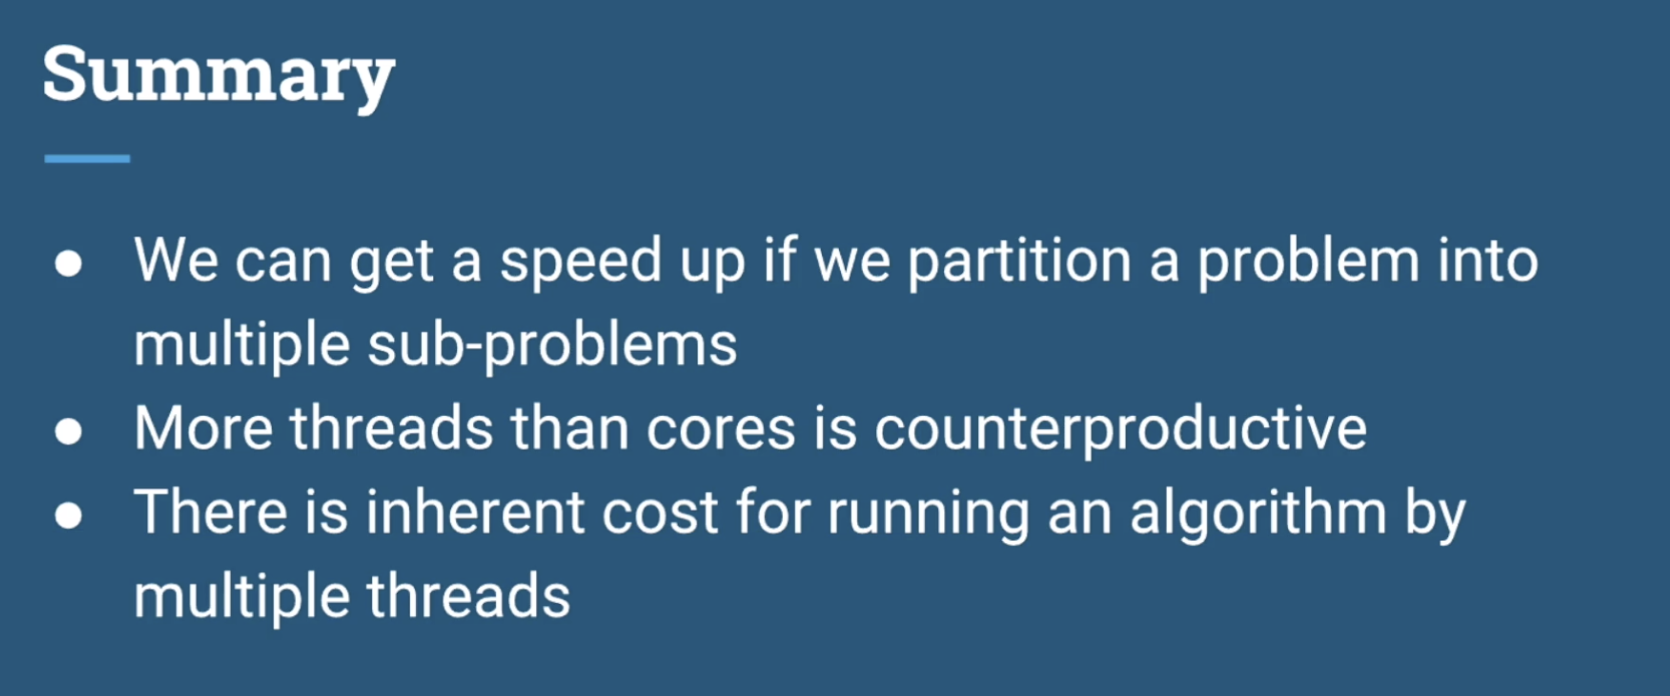 Summary
● We can get a speed up if we partition a problem into
multiple sub-problems
● More threads than cores is counterproductive
● There is inherent cost for running an algorithm by
multiple threads